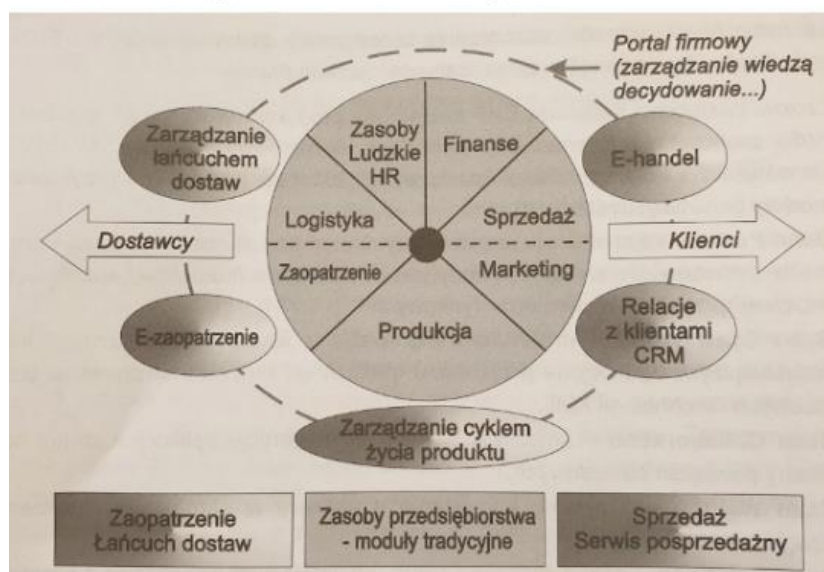 Portal firmowy
(zarządzanie wiedzą
decydowanie...)
Zarządzanie
łańcuchem
dostaw
Zasoby
Ludzkie
HR
Finanse
E-handel
Logistyka
Sprzedaż
Dostawcy
Klienci
Zaopatrzenie
Marketing
E-zaopatrzenie
Produkcja
Relacje
z klientami
CRM
Zarządzanie cyklem
życia produktu
Zaopatrzenie
Łańcuch dostaw
Zasoby przedsiębiorstwa
- moduły tradycyjne
Sprzedaż
Serwis posprzedażny